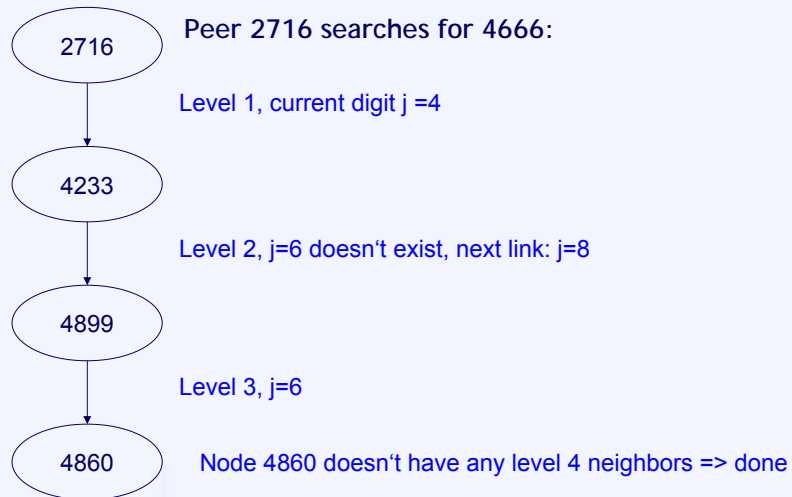 Peer 2716 searches for 4666:
2716
Level 1, current digit j =4
4233
Level 2, j=6 doesn‘t exist, next link: j=8
4899
Level 3, j=6
4860
Node 4860 doesn‘t have any level 4 neighbors => done